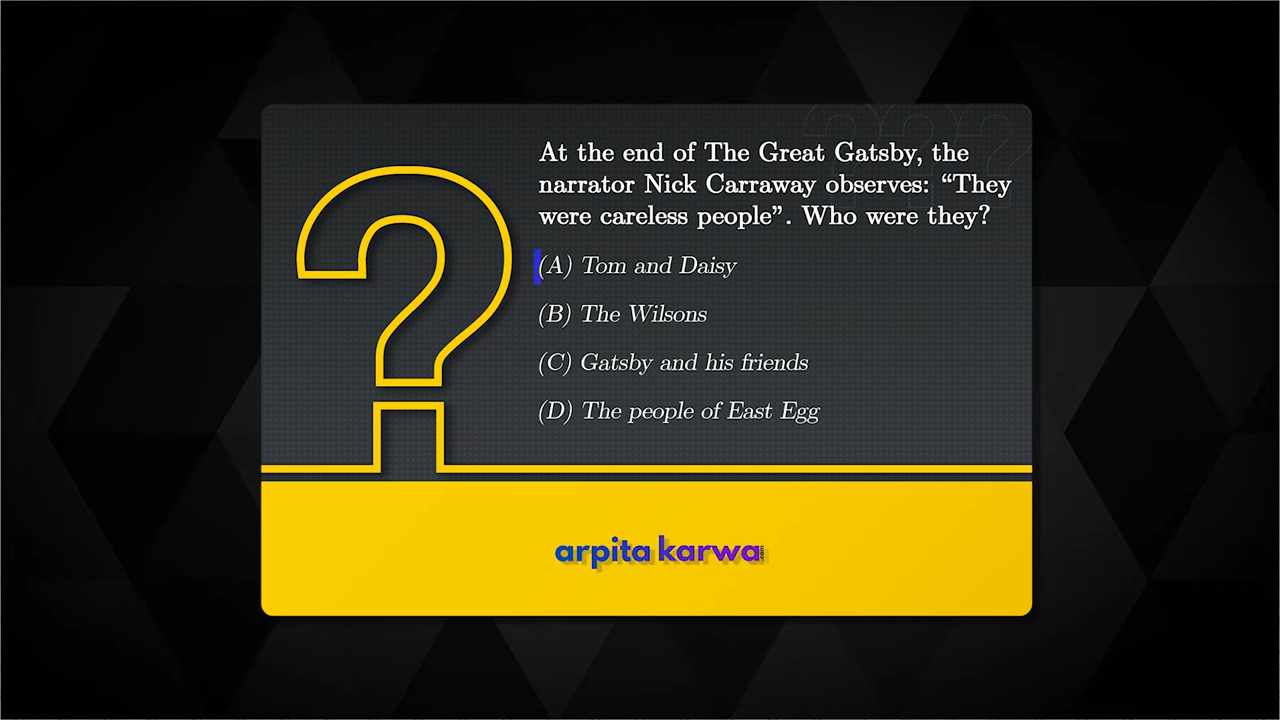 At the end of The Great Gatsby, the
narrator Nick Carraway observes: “They
were careless people”. Who were they?
(A) Tom and Daisy
(B) The Wilsons
(C) Gatsby and his friends
(D) The people of East Egg
arpita karwa.com